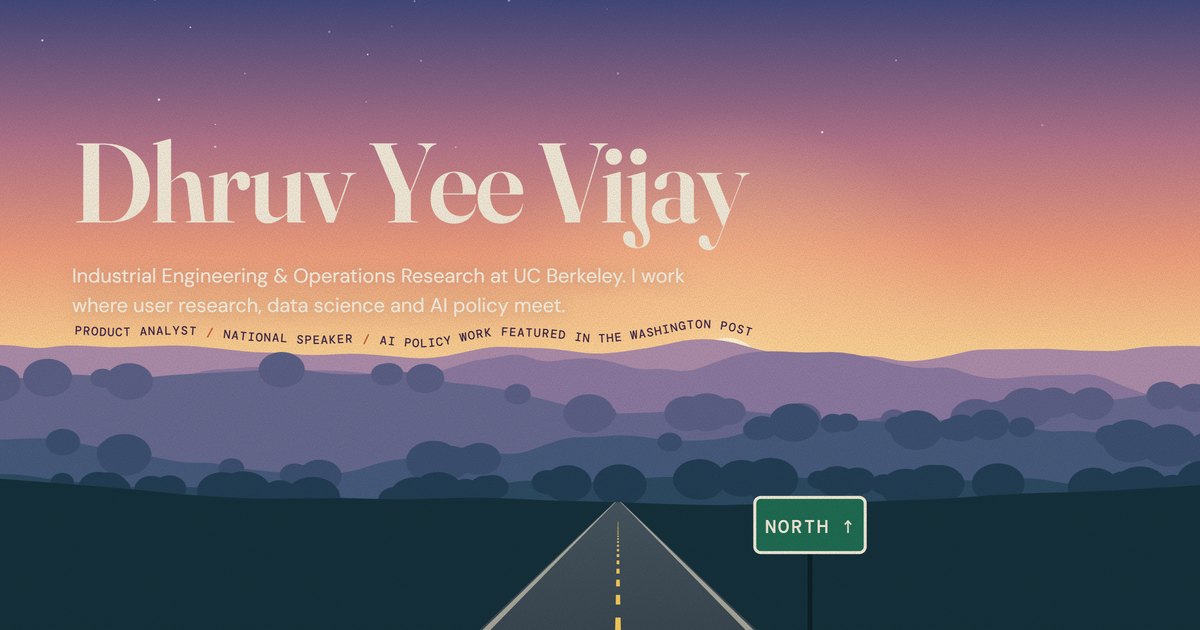 Dhruv Yee Vijay
Industrial Engineering & Operations Research at UC Berkeley. I work
where user research, data science and AI policy meet.
PRODUCT ANALYST / NATIONAL SPEAKER / AI POLICY WORK FEATURED IN THE WASHINGTON POST
NORTH ↑